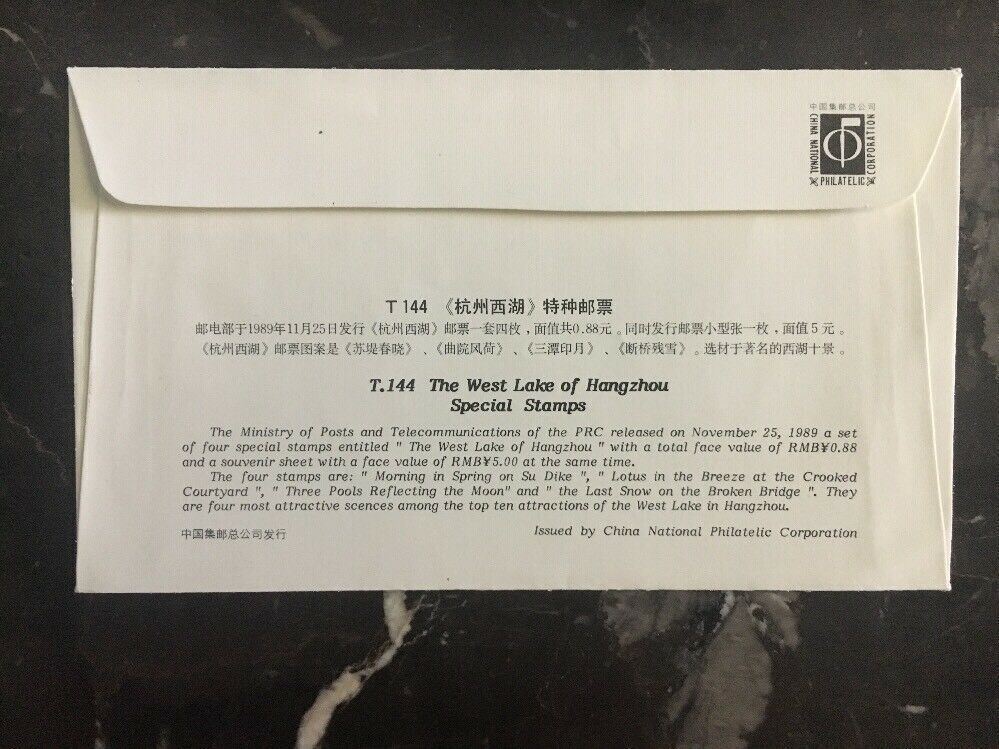 中国集邮总公司
CHINA NATIONAL
PHILATELIC
CORPORATION
T 144 《杭州西湖》特种邮票
邮电部于1989年11月25日发行《杭州西湖》邮票一套四枚，面值共0.88元。同时发行邮票小型张一枚，面值5元。
《杭州西湖》邮票图案是《苏堤春晓》、《曲院风荷》、《三潭印月》、《断桥残雪》。选材于著名的西湖十景。
T.144 The West Lake of Hangzhou
Special Stamps
The Ministry of Posts and Telecommunications of the PRC released on November 25, 1989 a set
of four special stamps entitled " The West Lake of Hangzhou " with a total face value of RMB¥0.88
and a souvenir sheet with a face value of RMB¥5.00 at the same time.
The four stamps are: " Morning in Spring on Su Dike ", " Lotus in the Breeze at the Crooked
Courtyard ", " Three Pools Reflecting the Moon" and " the Last Snow on the Broken Bridge ". They
are four most attractive scences among the top ten attractions of the West Lake in Hangzhou.
中国集邮总公司发行
Issued by China National Philatelic Corporation